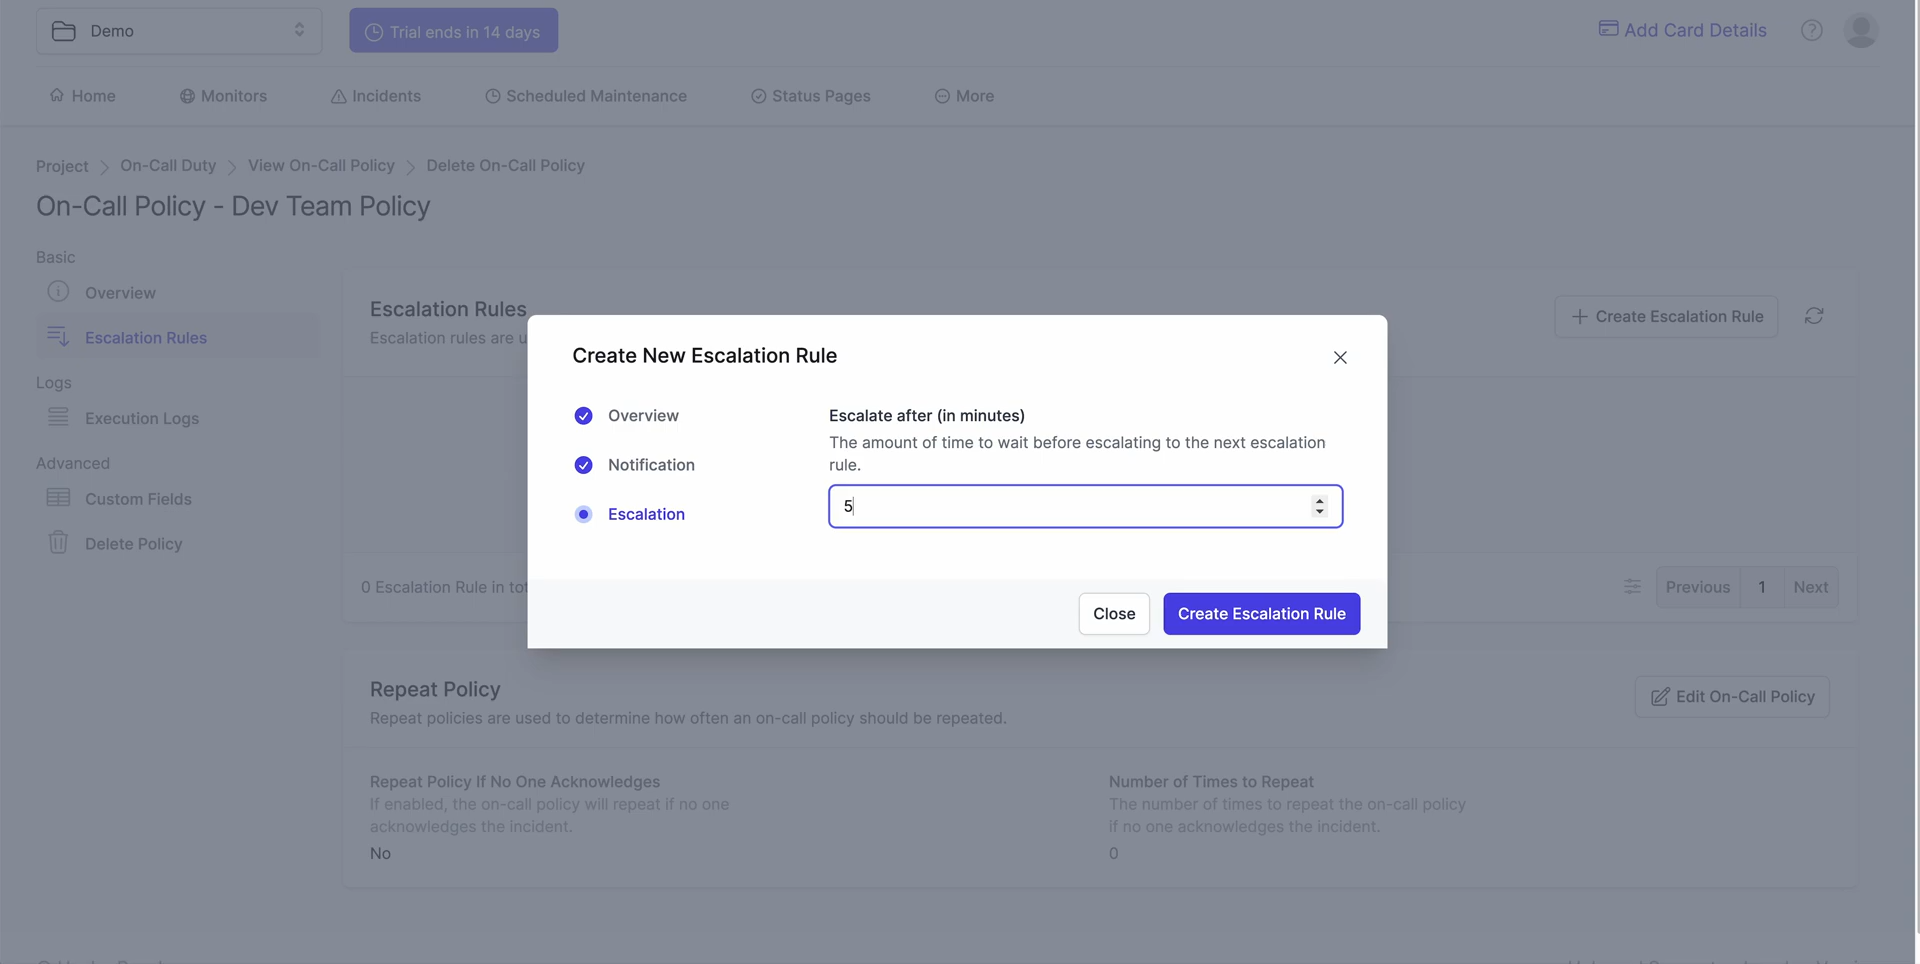 Demo
Trial ends in 14 days
Add Card Details
Home
Monitors
Incidents
Scheduled Maintenance
Status Pages
More
Project
On-Call Duty
View On-Call Policy
Delete On-Call Policy
On-Call Policy - Dev Team Policy
Basic
Overview
Escalation Rules
Logs
Execution Logs
Advanced
Custom Fields
Delete Policy
Escalation Rules
Escalation rules are u
Create Escalation Rule
Create New Escalation Rule
Overview
Notification
Escalation
Escalate after (in minutes)
The amount of time to wait before escalating to the next escalation
rule.
5
Close
Create Escalation Rule
0 Escalation Rule in tot
Previous
1
Next
Repeat Policy
Repeat policies are used to determine how often an on-call policy should be repeated.
Edit On-Call Policy
Repeat Policy If No One Acknowledges
If enabled, the on-call policy will repeat if no one
acknowledges the incident.
No
Number of Times to Repeat
The number of times to repeat the on-call policy
if no one acknowledges the incident.
0